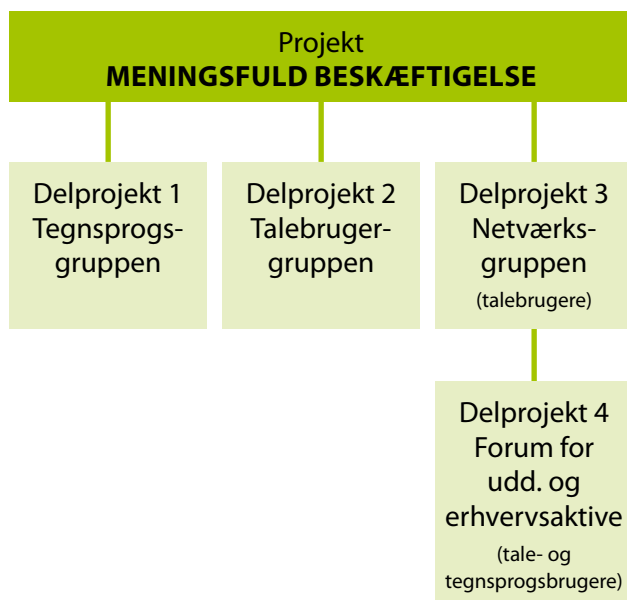 Projekt
MENINGSFULD BESKÆFTIGELSE
Delprojekt 1
Tegnsprogs-
gruppen
Delprojekt 2
Talebruger-
gruppen
Delprojekt 3
Netværks-
gruppen
(talebrugere)
Delprojekt 4
Forum for
udd. og
erhvervsaktive
(tale- og
tegnsprogsbrugere)